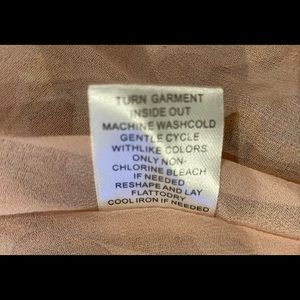 TURN GARMENT
INSIDE OUT
MACHINE WASHCOLD
GENTLE CYCLE
WITHLIKE COLORS
ONLY NON-
CHLORINE BLEACH
IF NEEDED
RESHAPE AND LAY
FLATTODRY
COOL IRON IF NEEDED